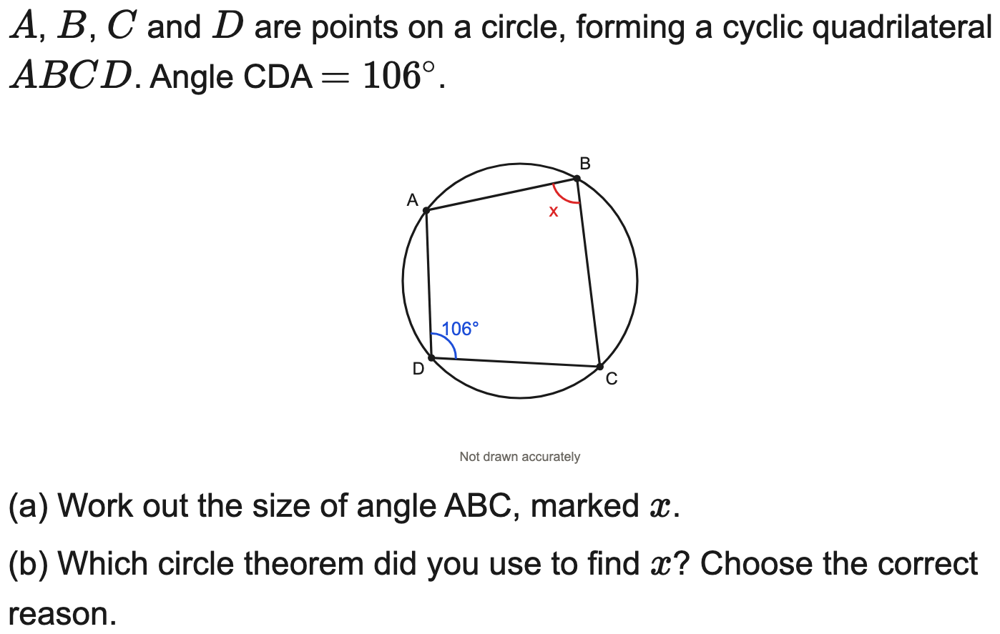 A, B, C and D are points on a circle, forming a cyclic quadrilateral
ABCD. Angle CDA = 106°.
B
A
x
106°
D
C
Not drawn accurately
(a) Work out the size of angle ABC, marked x.
(b) Which circle theorem did you use to find x? Choose the correct
reason.